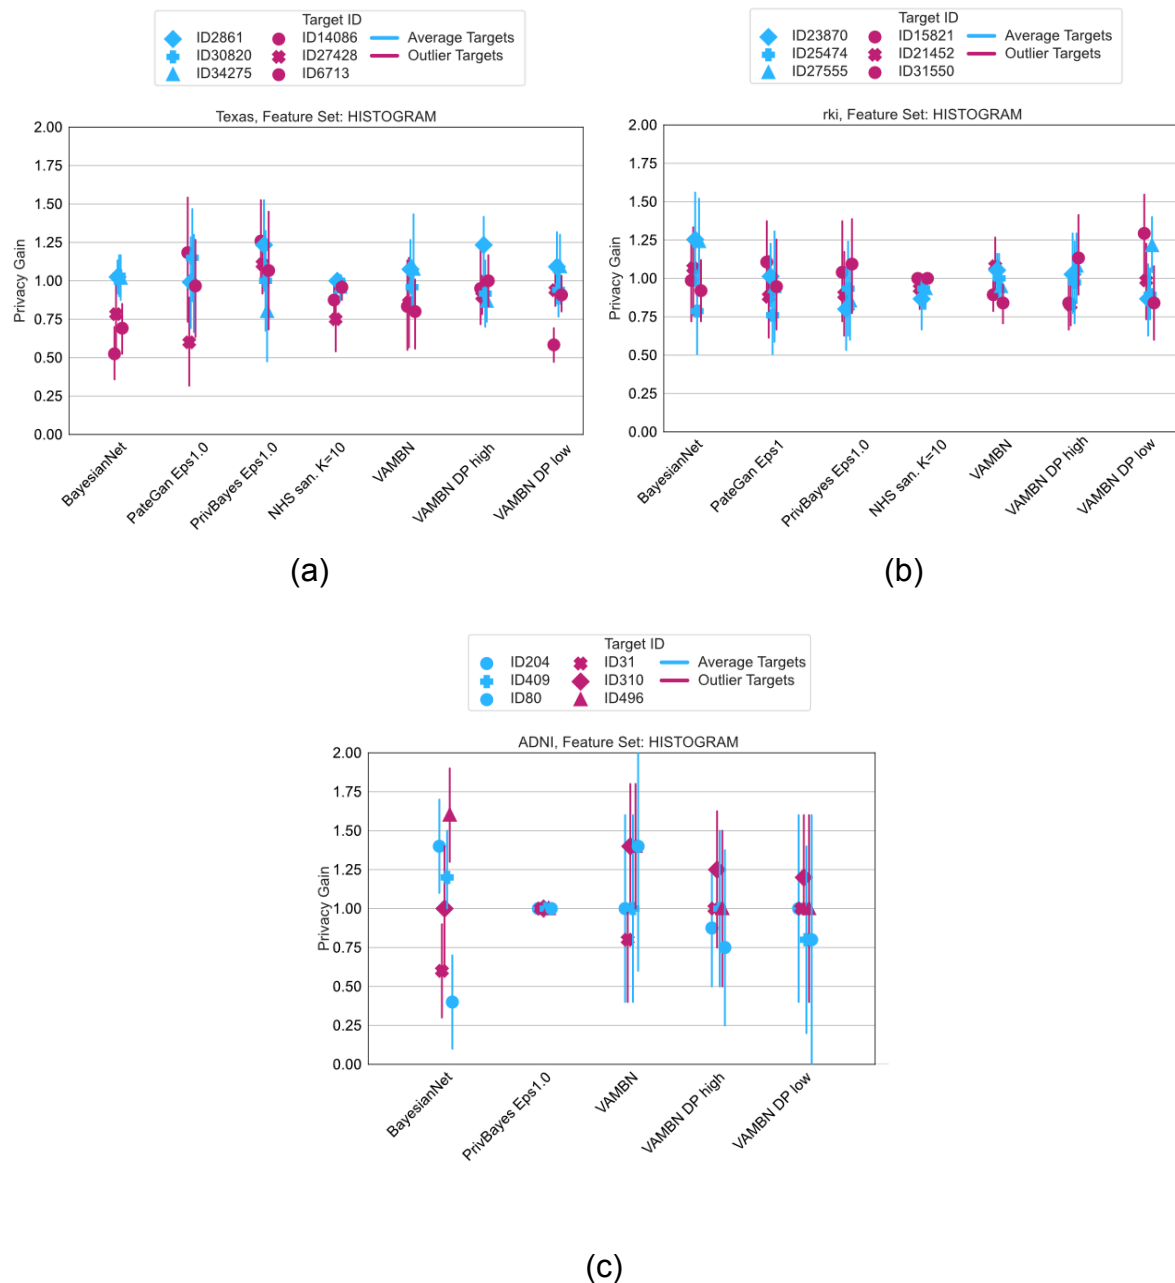 Target ID
ID2861 ID14086 Average Targets
ID30820 ID27428 Outlier Targets
ID34275 ID6713
Texas, Feature Set: HISTOGRAM
Privacy Gain
2.00
1.75
1.50
1.25
1.00
0.75
0.50
0.25
0.00
BayesianNet
PateGan Eps1.0
PrivBayes Eps1.0
NHS san. K=10
VAMBN
VAMBN DP high
VAMBN DP low
(a)
Target ID
ID23870 ID15821 Average Targets
ID25474 ID21452 Outlier Targets
ID27555 ID31550
rki, Feature Set: HISTOGRAM
Privacy Gain
2.00
1.75
1.50
1.25
1.00
0.75
0.50
0.25
0.00
BayesianNet
PateGan Eps1
PrivBayes Eps1.0
NHS san. K=10
VAMBN
VAMBN DP high
VAMBN DP low
(b)
Target ID
ID204 ID31 Average Targets
ID409 ID310 Outlier Targets
ID80 ID496
ADNI, Feature Set: HISTOGRAM
Privacy Gain
2.00
1.75
1.50
1.25
1.00
0.75
0.50
0.25
0.00
BayesianNet
PrivBayes Eps1.0
VAMBN
VAMBN DP high
VAMBN DP low
(c)